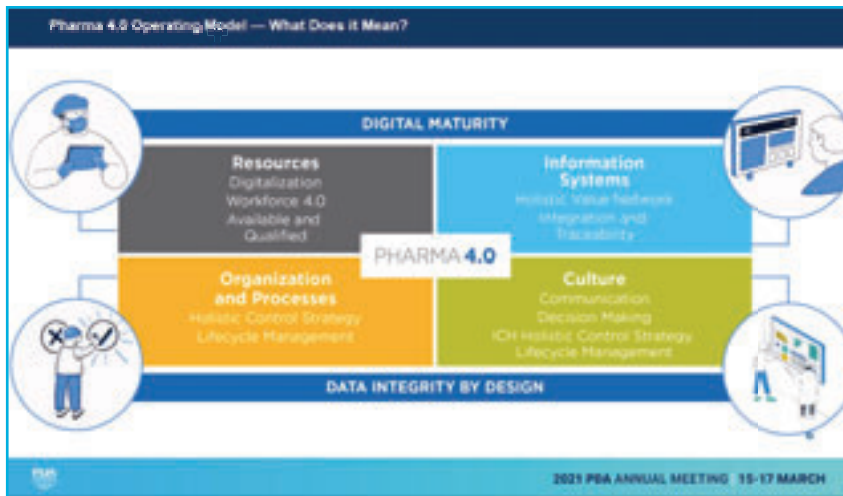 Pharma 4.0 Operating Model — What Does it Mean?
DIGITAL MATURITY
Resources
Digitalization
Workforce 4.0
Available and
Qualified
Information
Systems
Holistic Value Network
Integration and
Traceability
PHARMA 4.0
Organization
and Processes
Holistic Control Strategy
Lifecycle Management
Culture
Communication
Decision Making
ICH Holistic Control Strategy
Lifecycle Management
DATA INTEGRITY BY DESIGN
2021 PDA ANNUAL MEETING | 15-17 MARCH